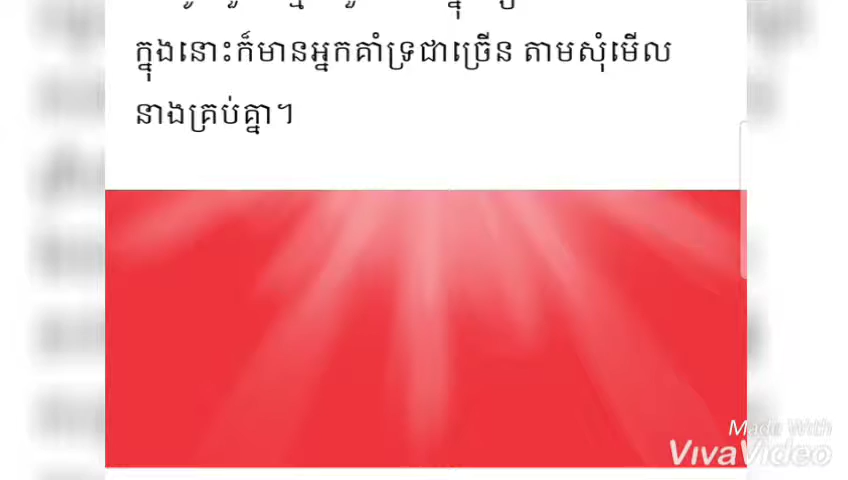 ក្នុងនោះក៏មានអ្នកគាំទ្រជាច្រើន តាមសុំមើល
នាងគ្រប់គ្នា។
Made With
VivaVideo